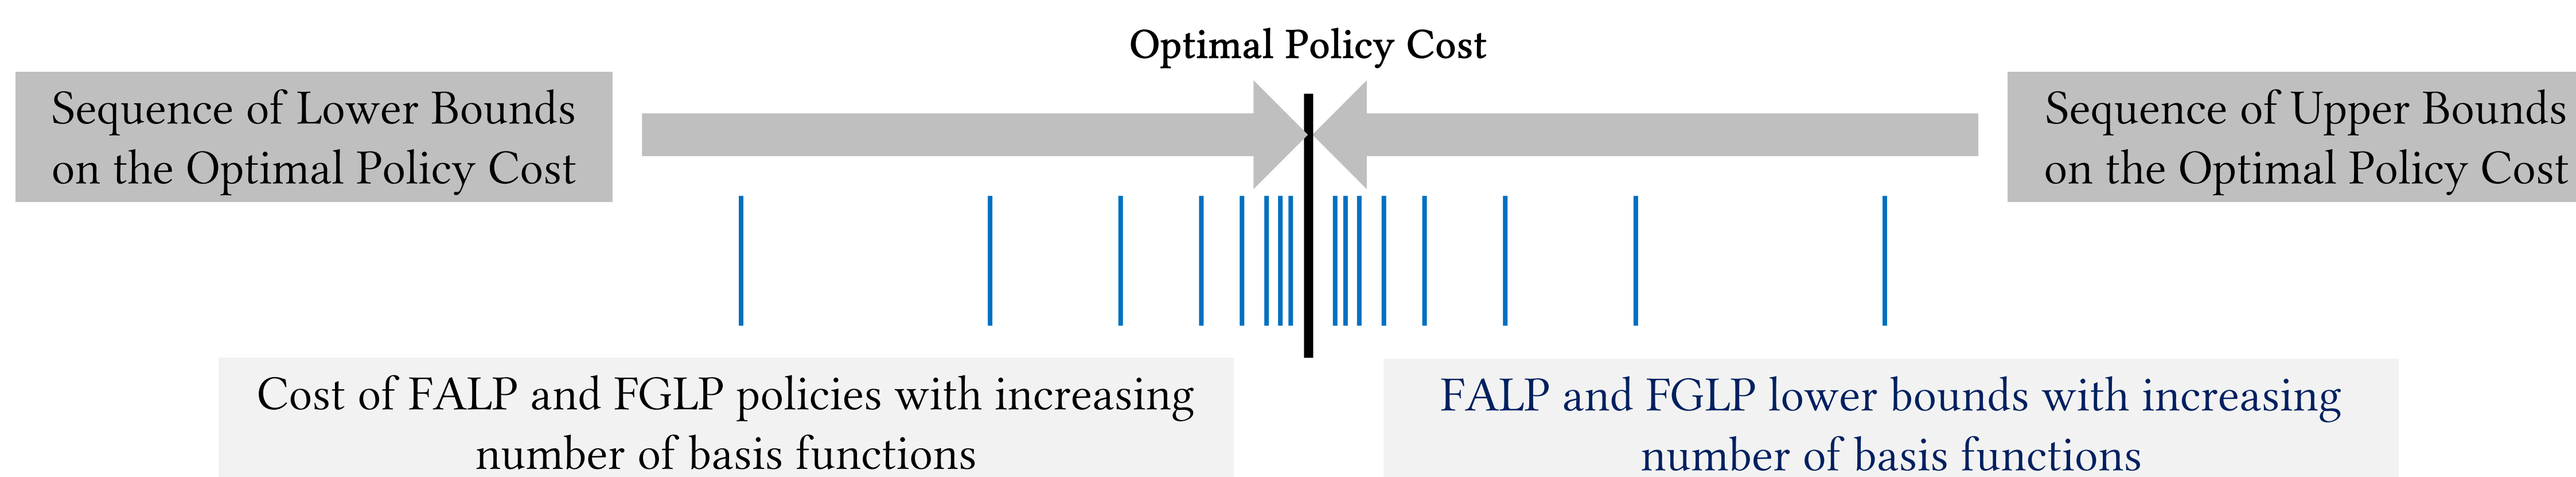 Optimal Policy Cost
Sequence of Lower Bounds
on the Optimal Policy Cost
Sequence of Upper Bounds
on the Optimal Policy Cost
Cost of FALP and FGLP policies with increasing
number of basis functions
FALP and FGLP lower bounds with increasing
number of basis functions